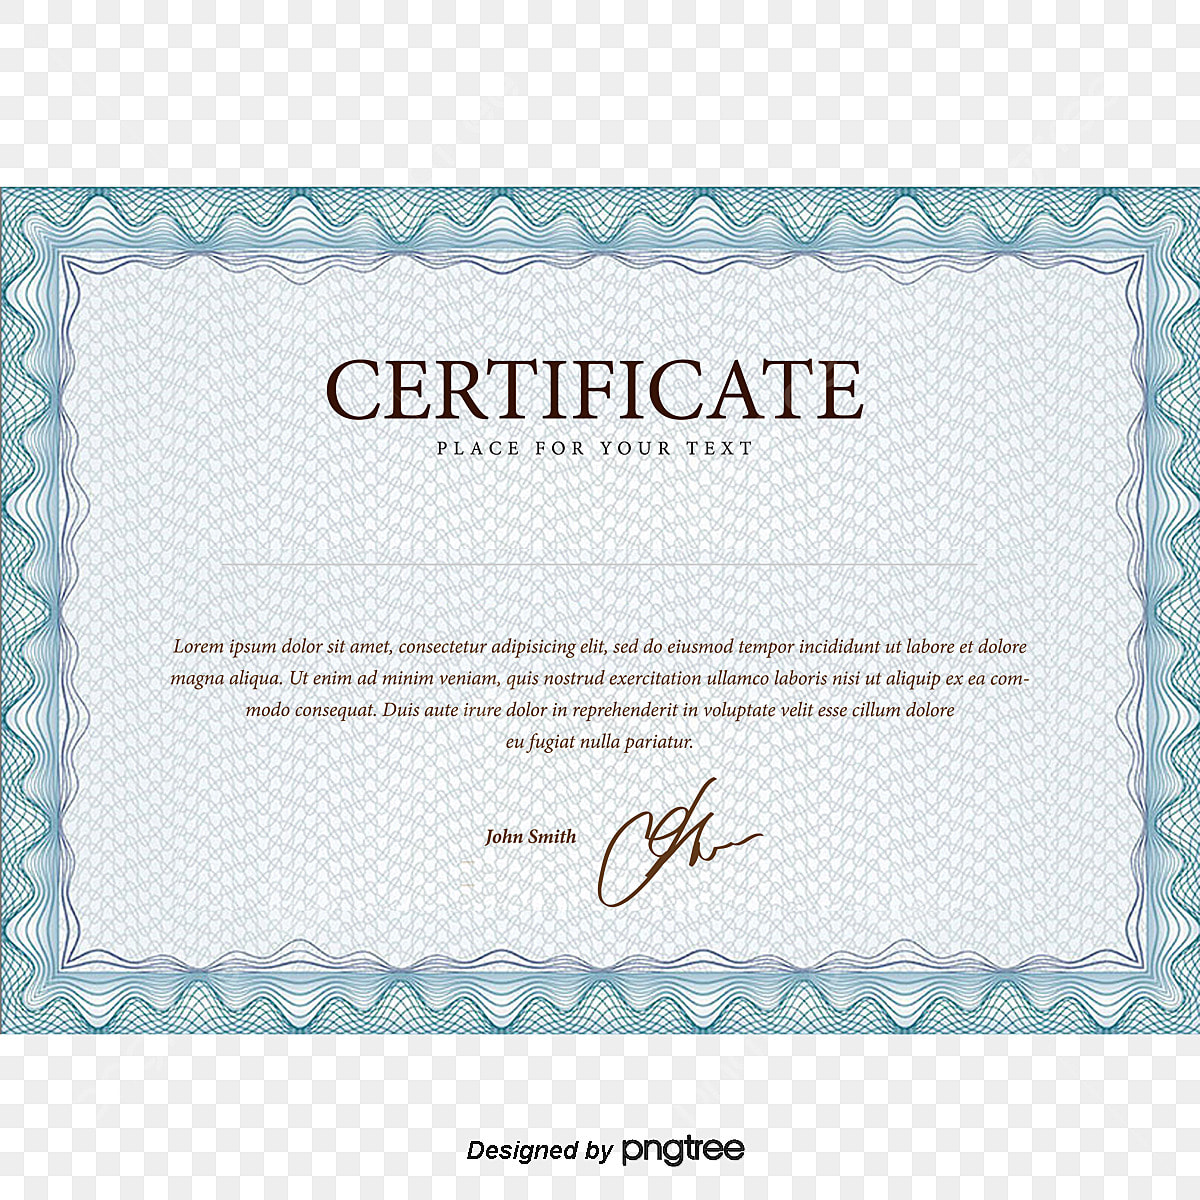 CERTIFICATE
PLACE FOR YOUR TEXT
Lorem ipsum dolor sit amet, consectetur adipisicing elit, sed do eiusmod tempor incididunt ut labore et dolore
magna aliqua. Ut enim ad minim veniam, quis nostrud exercitation ullamco laboris nisi ut aliquip ex ea com-
modo consequat. Duis aute irure dolor in reprehenderit in voluptate velit esse cillum dolore
eu fugiat nulla pariatur.
John Smith
Designed by pngtree